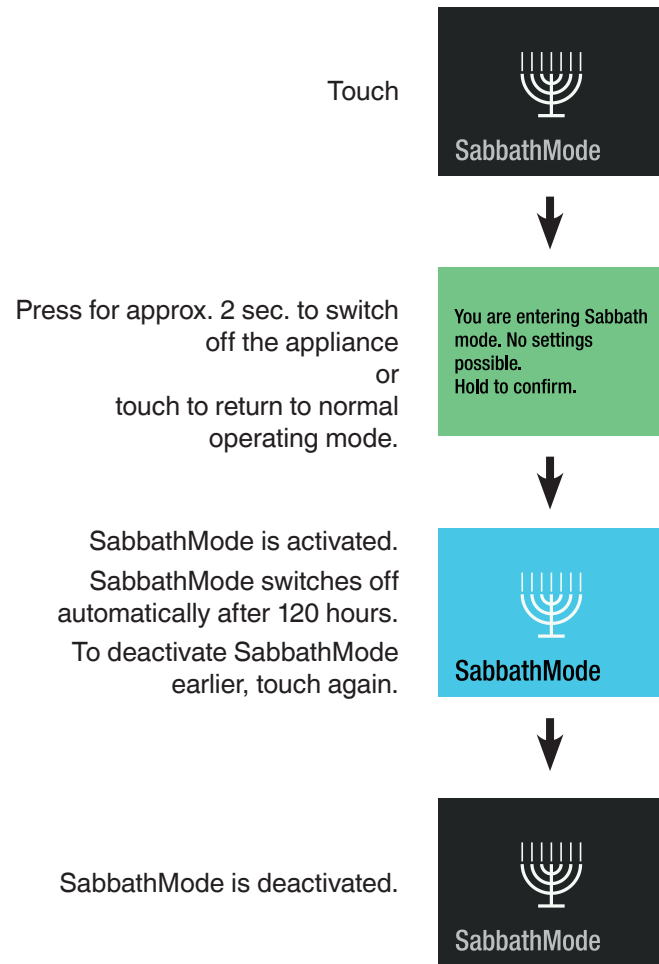 Touch
SabbathMode
Press for approx. 2 sec. to switch
off the appliance
or
touch to return to normal
operating mode.
You are entering Sabbath
mode. No settings
possible.
Hold to confirm.
SabbathMode is activated.
SabbathMode switches off
automatically after 120 hours.
To deactivate SabbathMode
earlier, touch again.
SabbathMode
SabbathMode is deactivated.
SabbathMode